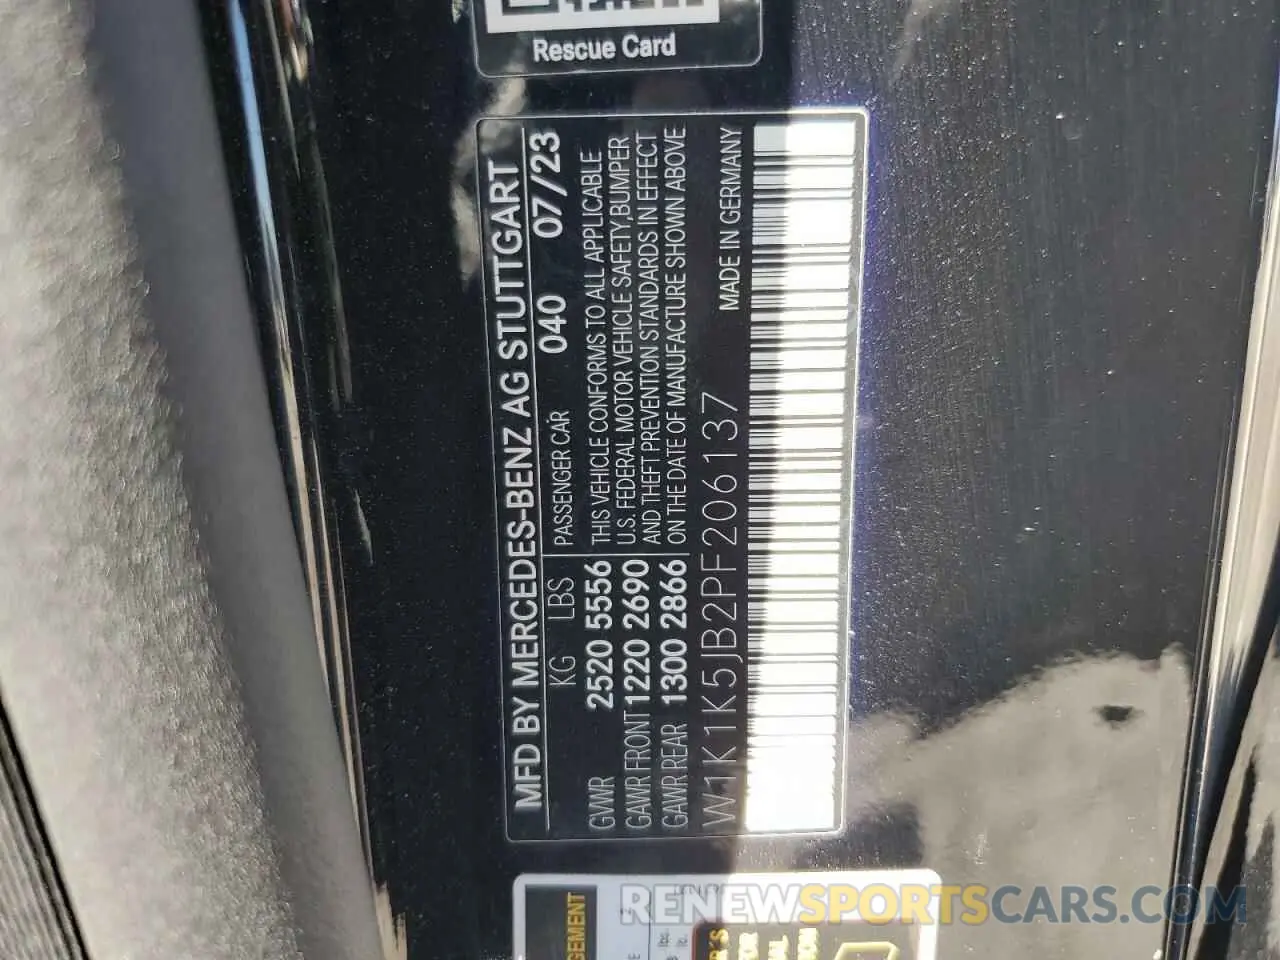 Rescue Card
MFD BY MERCEDES-BENZ AG STUTTGART
KG LBS PASSENGER CAR 040 07/23
GVWR 2520 5556 THIS VEHICLE CONFORMS TO ALL APPLICABLE
GAWR FRONT 1220 2690 U.S. FEDERAL MOTOR VEHICLE SAFETY,BUMPER
AND THEFT PREVENTION STANDARDS IN EFFECT
GAWR REAR 1300 2866 ON THE DATE OF MANUFACTURE SHOWN ABOVE
W1K1K5JB2PF206137 MADE IN GERMANY
RENEWSPORTSCARS.COM